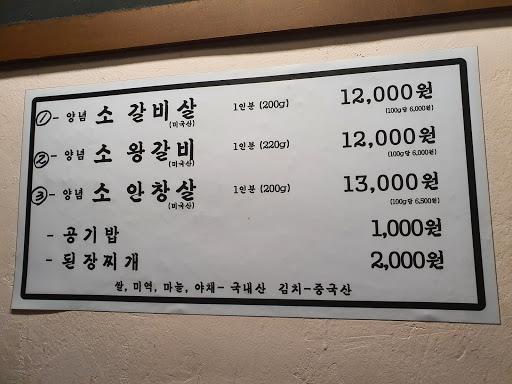 ① - 양념 소 갈비살 (미국산) 1인분 (200g) 12,000원 (100g당 6,000원)
② - 양념 소 왕갈비 (미국산) 1인분 (220g) 12,000원 (100g당 6,000원)
③ - 양념 소 안창살 (미국산) 1인분 (200g) 13,000원 (100g당 6,500원)
- 공기밥 1,000원
- 된장찌개 2,000원
쌀, 미역, 마늘, 야채- 국내산 김치-중국산